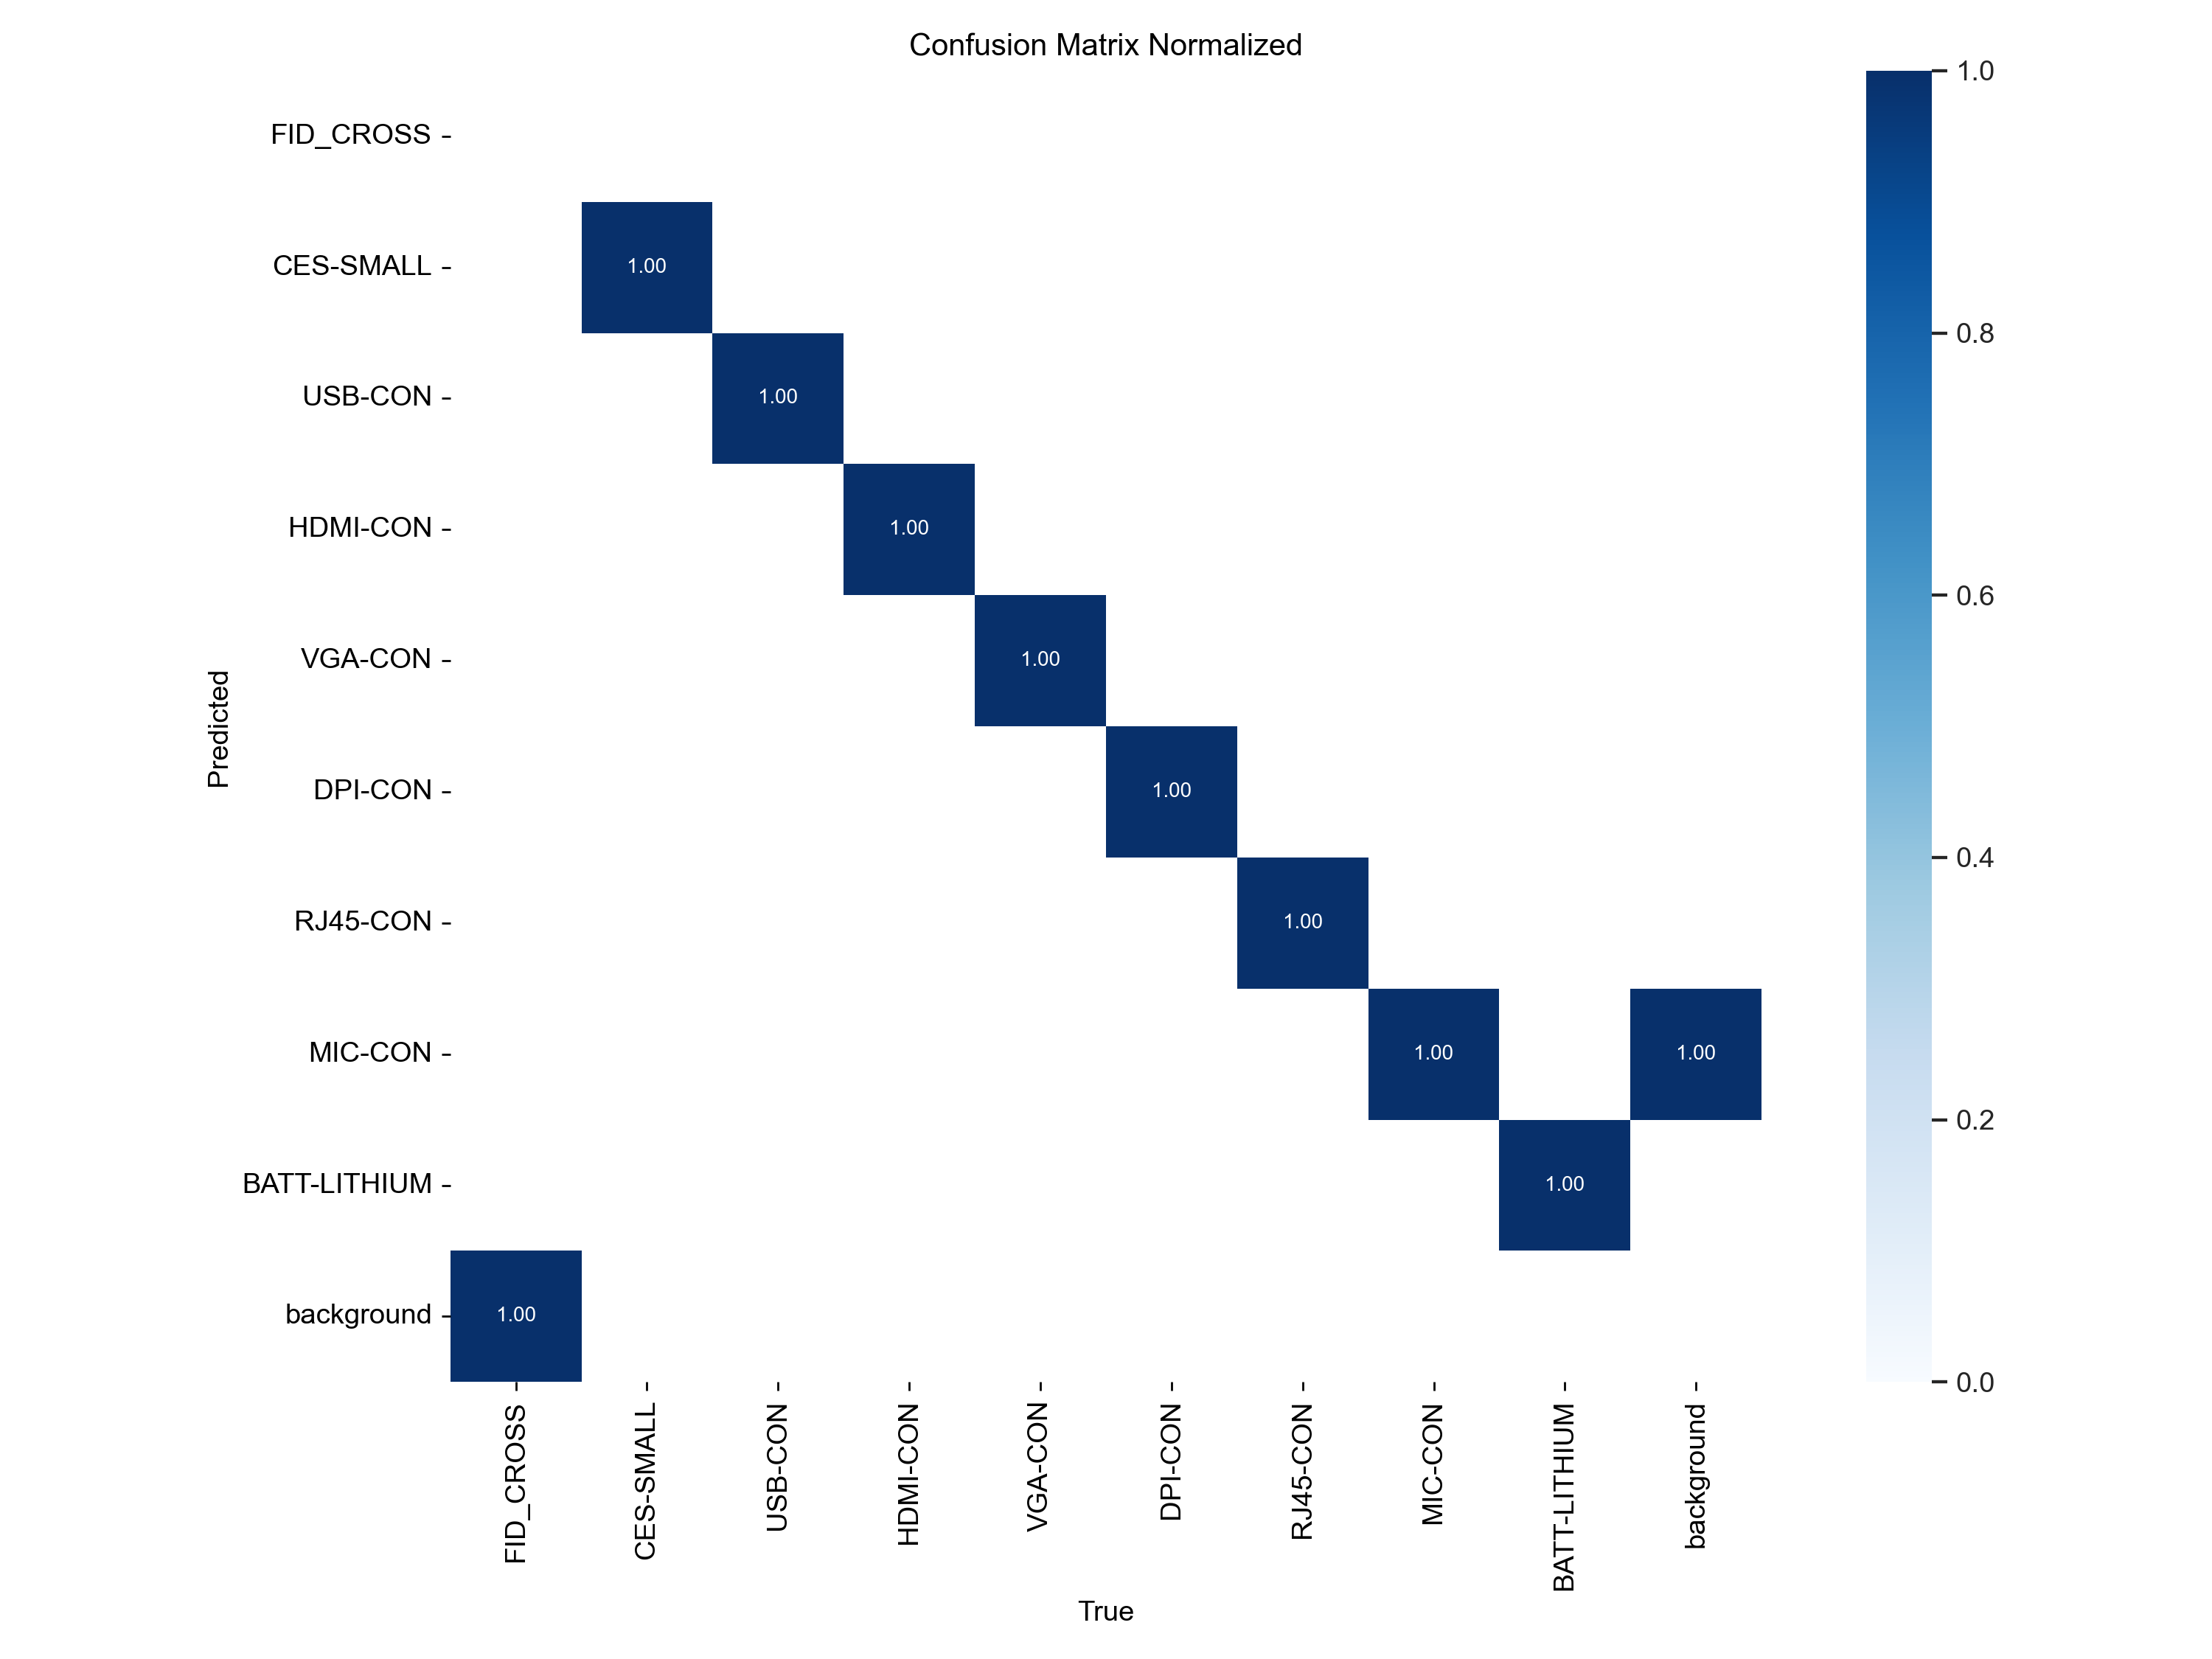 Confusion Matrix Normalized
FID_CROSS
CES-SMALL
USB-CON
HDMI-CON
VGA-CON
DPI-CON
RJ45-CON
MIC-CON
BATT-LITHIUM
background
Predicted
1.00
1.00
1.00
1.00
1.00
1.00
1.00 1.00
1.00
1.00
FID_CROSS
CES-SMALL
USB-CON
HDMI-CON
VGA-CON
DPI-CON
RJ45-CON
MIC-CON
BATT-LITHIUM
background
True
1.0
0.8
0.6
0.4
0.2
0.0